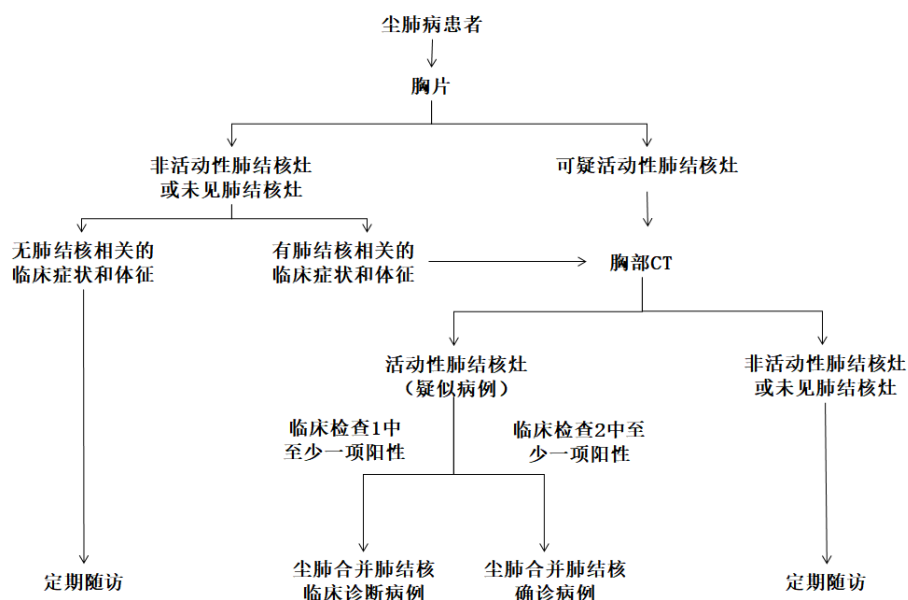 尘肺病患者
胸片
非活动性肺结核灶
或未见肺结核灶
可疑活动性肺结核灶
无肺结核相关的
临床症状和体征
有肺结核相关的
临床症状和体征
胸部CT
活动性肺结核灶
（疑似病例）
非活动性肺结核灶
或未见肺结核灶
临床检查1中
至少一项阳性
临床检查2中至
少一项阳性
定期随访
尘肺合并肺结核
临床诊断病例
尘肺合并肺结核
确诊病例
定期随访